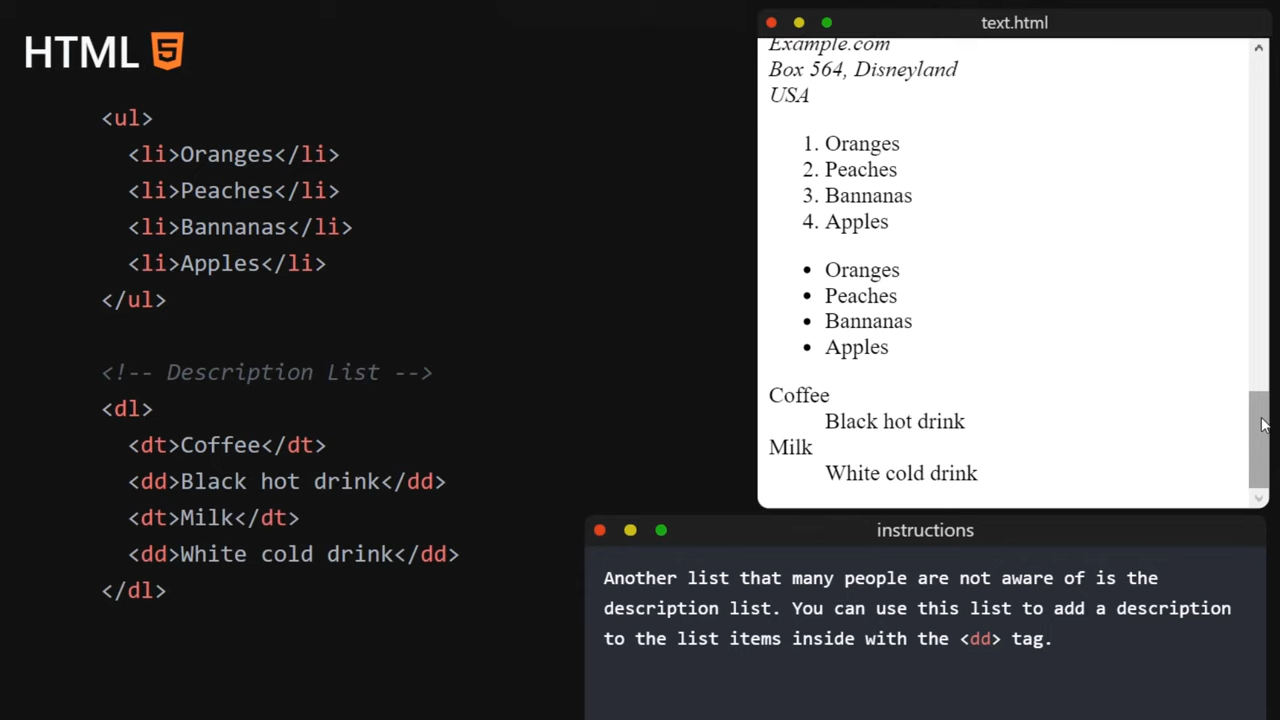 HTML 5
<ul>
<li>Oranges</li>
<li>Peaches</li>
<li>Bannanas</li>
<li>Apples</li>
</ul>
<!-- Description List -->
<dl>
<dt>Coffee</dt>
<dd>Black hot drink</dd>
<dt>Milk</dt>
<dd>White cold drink</dd>
</dl>
text.html
Example.com
Box 564, Disneyland
USA
1. Oranges
2. Peaches
3. Bannanas
4. Apples
• Oranges
• Peaches
• Bannanas
• Apples
Coffee
Black hot drink
Milk
White cold drink
instructions
Another list that many people are not aware of is the
description list. You can use this list to add a description
to the list items inside with the <dd> tag.